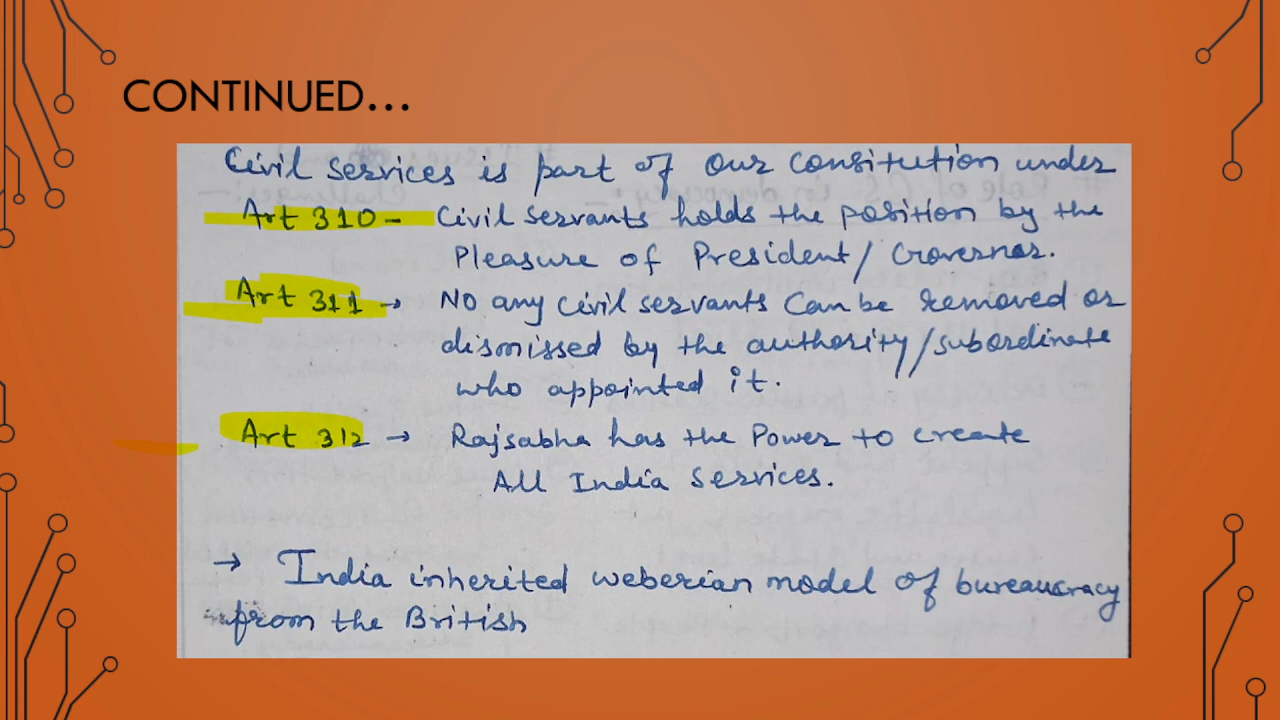 CONTINUED...
Civil services is part of our consitution under
Art 310 - Civil servants holds the position by the
Pleasure of President/ Governor.
Art 311 → No any civil servants can be removed or
dismissed by the authority/subordinate
who appointed it.
Art 312 → Rajsabha has the Power to create
All India services.
→ India inherited weberian model of bureaucracy
from the British